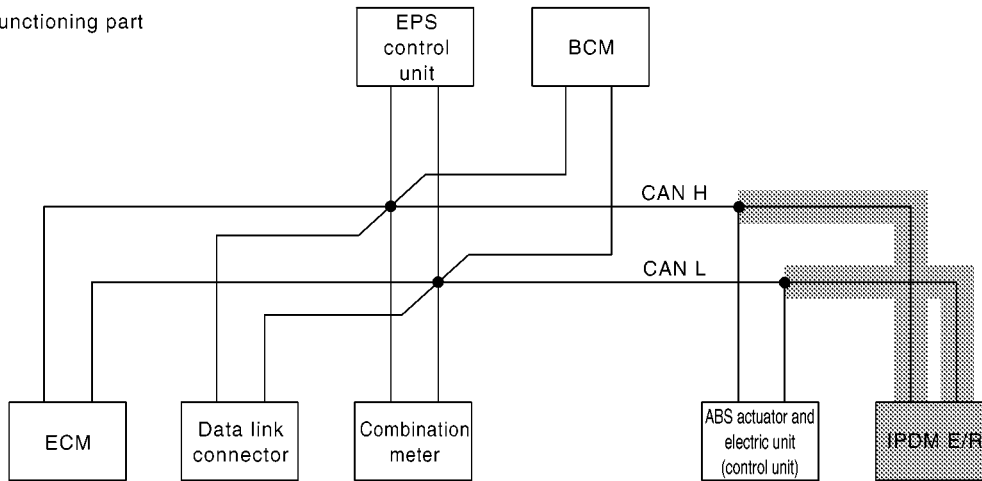 unctioning part
EPS
control
unit
BCM
CAN H
CAN L
ECM
Data link
connector
Combination
meter
ABS actuator and
electric unit
(control unit)
IPDM E/R